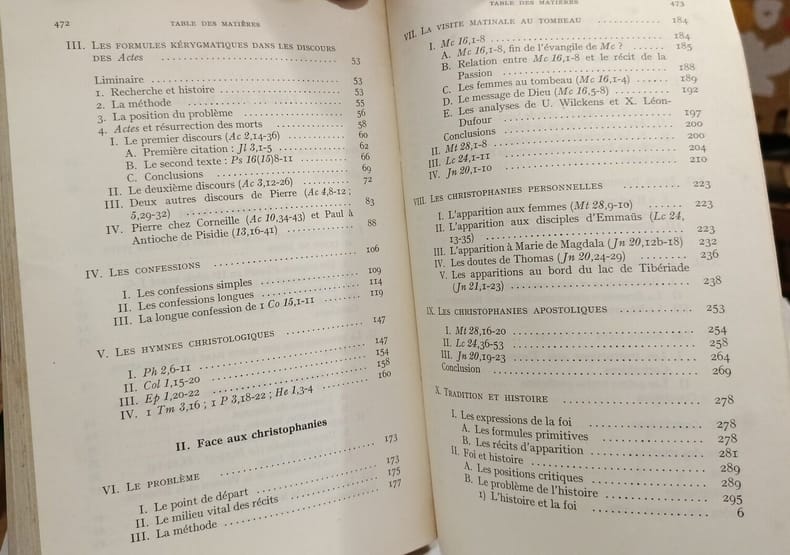 472 TABLE DES MATIÈRES
III. LES FORMULES KÉRYGMATIQUES DANS LES DISCOURS
DES Actes 53
Liminaire 53
1. Recherche et histoire 53
2. La méthode 55
3. La position du problème 56
4. Actes et résurrection des morts 58
I. Le premier discours (Ac 2,14-36) 60
A. Première citation : Jl 3,1-5 62
B. Le second texte : Ps 16(15)8-11 66
C. Conclusions 69
II. Le deuxième discours (Ac 3,12-26) 72
III. Deux autres discours de Pierre (Ac 4,8-12 ;
5,29-32) 83
IV. Pierre chez Corneille (Ac 10,34-43) et Paul à
Antioche de Pisidie (13,16-41) 88
IV. LES CONFESSIONS 106
I. Les confessions simples 109
II. Les confessions longues 114
III. La longue confession de 1 Co 15,1-11 119
V. LES HYMNES CHRISTOLOGIQUES 147
I. Ph 2,6-11 147
II. Col 1,15-20 154
III. Ep 1,20-22 158
IV. 1 Tm 3,16 ; 1 P 3,18-22 ; He 1,3-4 160
II. Face aux christophanies
VI. LE PROBLÈME 173
I. Le point de départ 173
II. Le milieu vital des récits 175
III. La méthode 177
TABLE DES MATIÈRES 473
VII. LA VISITE MATINALE AU TOMBEAU 184
I. Mc 16,1-8 184
A. Mc 16,1-8, fin de l'évangile de Mc ? 185
B. Relation entre Mc 16,1-8 et le récit de la
Passion 188
C. Les femmes au tombeau (Mc 16,1-4) 189
D. Le message de Dieu (Mc 16,5-8) 192
E. Les analyses de U. Wilckens et X. Léon-
Dufour 197
Conclusions 200
II. Mt 28,1-8 200
III. Lc 24,1-11 204
IV. Jn 20,1-10 210
VIII. LES CHRISTOPHANIES PERSONNELLES 223
I. L'apparition aux femmes (Mt 28,9-10) 223
II. L'apparition aux disciples d'Emmaüs (Lc 24,
13-35) 223
III. L'apparition à Marie de Magdala (Jn 20,12b-18) 232
IV. Les doutes de Thomas (Jn 20,24-29) 236
V. Les apparitions au bord du lac de Tibériade
(Jn 21,1-23) 238
IX. LES CHRISTOPHANIES APOSTOLIQUES 253
I. Mt 28,16-20 254
II. Lc 24,36-53 258
III. Jn 20,19-23 264
Conclusion 269
X. TRADITION ET HISTOIRE 278
I. Les expressions de la foi 278
A. Les formules primitives 278
B. Les récits d'apparition 281
II. Foi et histoire 289
A. Les positions critiques 289
B. Le problème de l'histoire 295
1) L'histoire et la foi 6